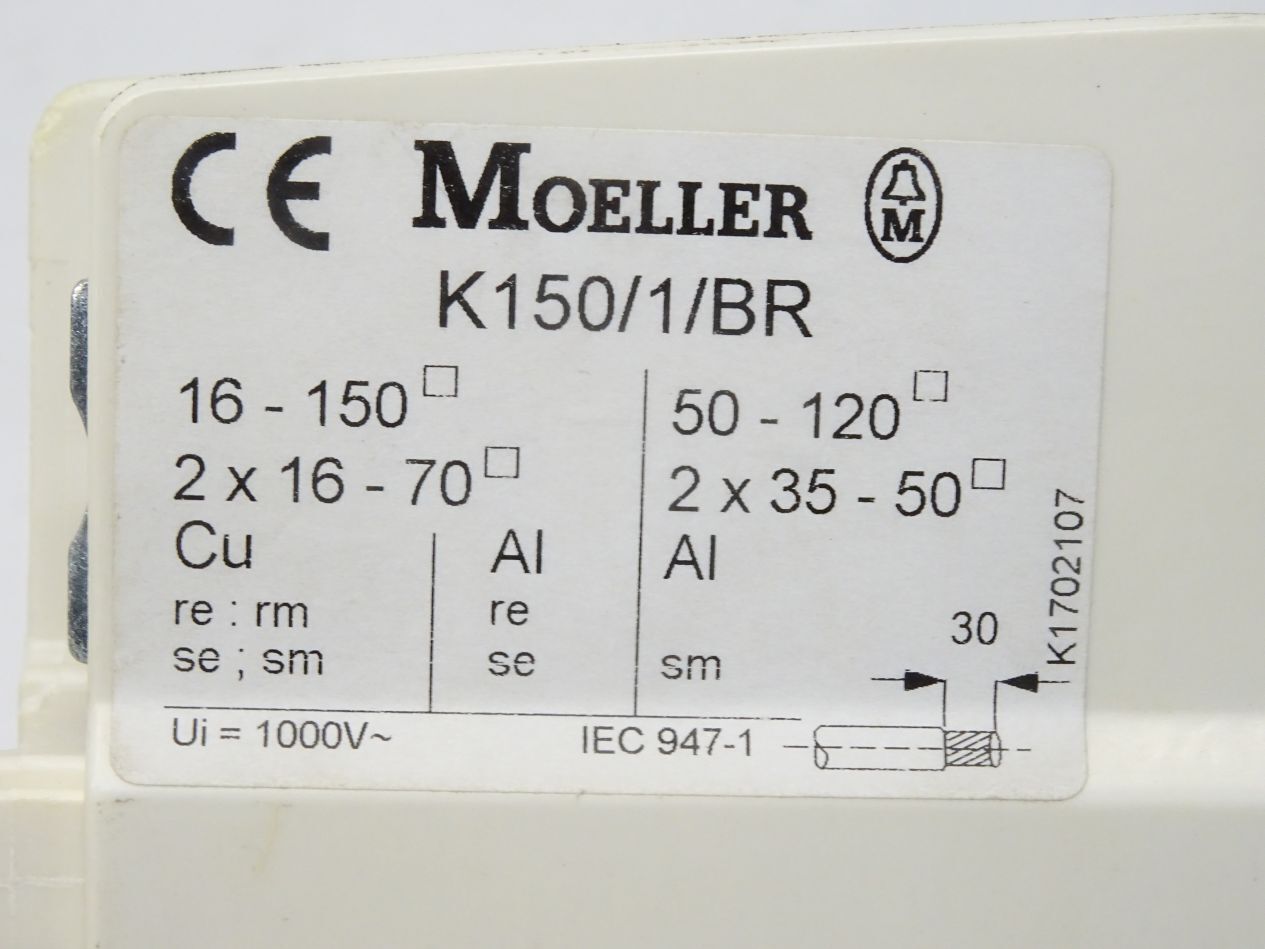 CE MOELLER M
K150/1/BR
16 - 150□ 50 - 120□
2 x 16 - 70□ 2 x 35 - 50□
Cu Al Al
re : rm re
se ; sm se sm
30
K1702107
Ui = 1000V~ IEC 947-1